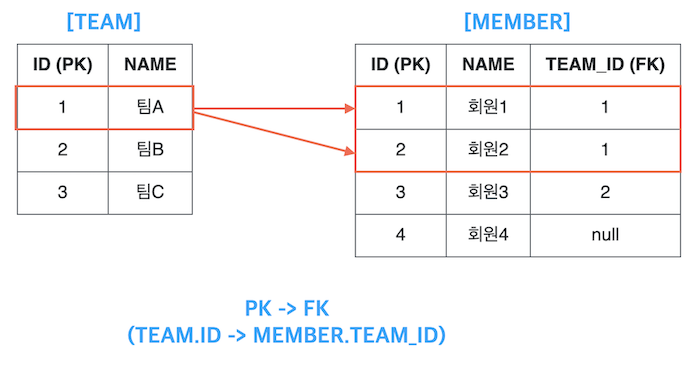 [TEAM] [MEMBER]
ID (PK) NAME
1 팀A
2 팀B
3 팀C
ID (PK) NAME TEAM_ID (FK)
1 회원1 1
2 회원2 1
3 회원3 2
4 회원4 null
PK -> FK
(TEAM.ID -> MEMBER.TEAM_ID)